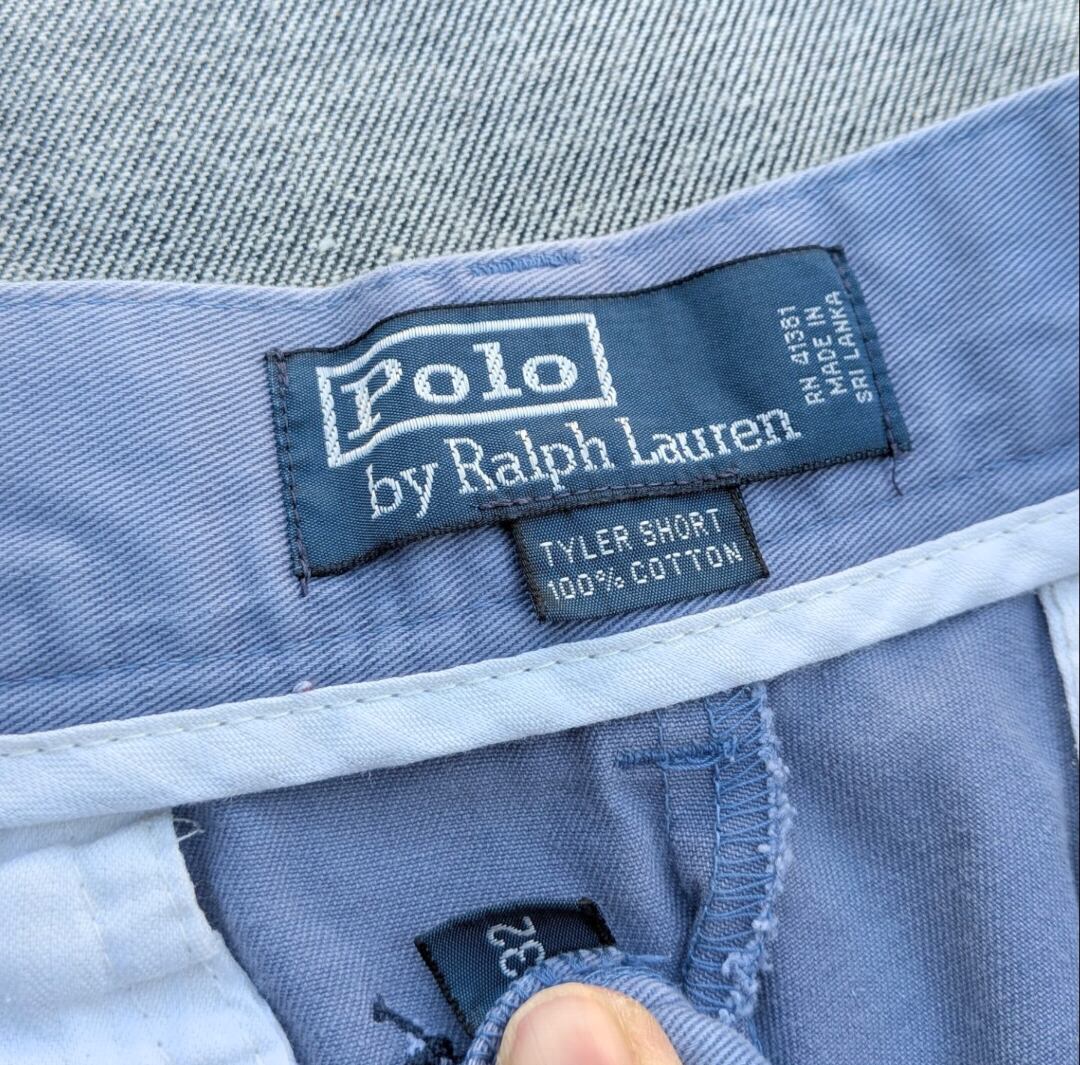 Polo
by Ralph Lauren
RN 41381
MADE IN
SRI LANKA
TYLER SHORT
100% COTTON
32